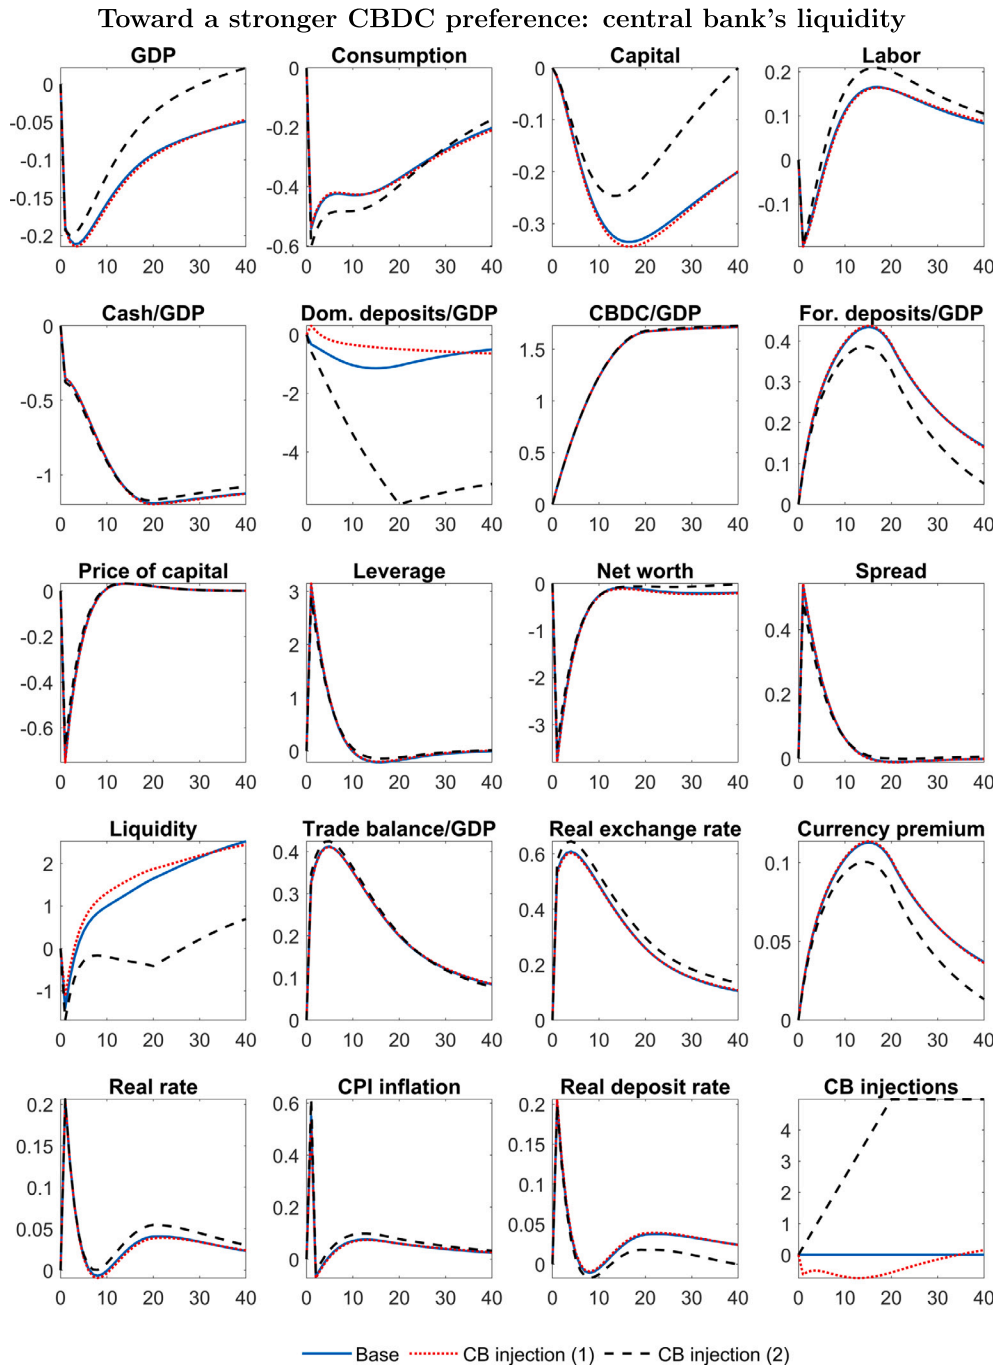 Toward a stronger CBDC preference: central bank's liquidity
GDP Consumption Capital Labor
0 -0.05 -0.1 -0.15 -0.2
0 -0.2 -0.4 -0.6
0 -0.1 -0.2 -0.3
0.2 0.1 0 -0.1
0 10 20 30 40 0 10 20 30 40 0 10 20 30 40 0 10 20 30 40
Cash/GDP Dom. deposits/GDP CBDC/GDP For. deposits/GDP
0 -0.5 -1
0 -2 -4
1.5 1 0.5 0
0.4 0.3 0.2 0.1 0
0 10 20 30 40 0 10 20 30 40 0 10 20 30 40 0 10 20 30 40
Price of capital Leverage Net worth Spread
0 -0.2 -0.4 -0.6
3 2 1 0
0 -1 -2 -3
0.4 0.2 0
0 10 20 30 40 0 10 20 30 40 0 10 20 30 40 0 10 20 30 40
Liquidity Trade balance/GDP Real exchange rate Currency premium
2 1 0 -1
0.4 0.3 0.2 0.1 0
0.6 0.4 0.2 0
0.1 0.05 0
0 10 20 30 40 0 10 20 30 40 0 10 20 30 40 0 10 20 30 40
Real rate CPI inflation Real deposit rate CB injections
0.2 0.15 0.1 0.05 0
0.6 0.4 0.2 0
0.2 0.15 0.1 0.05 0
5 4 3 2 1 0
0 10 20 30 40 0 10 20 30 40 0 10 20 30 40 0 10 20 30 40
Base CB injection (1) CB injection (2)